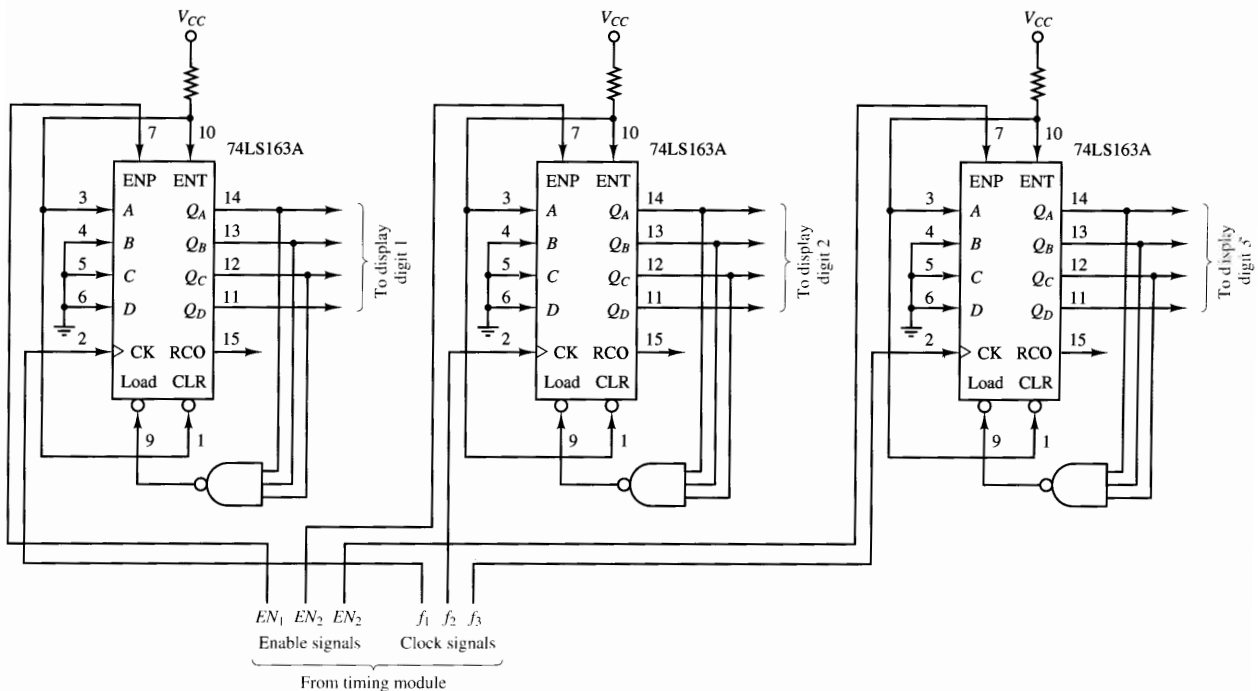 V_CC V_CC V_CC
7 10 7 10 7 10
74LS163A 74LS163A 74LS163A
ENP ENT ENP ENT ENP ENT
3 A Q_A 14 3 A Q_A 14 3 A Q_A 14
4 B Q_B 13 4 B Q_B 13 4 B Q_B 13
5 C Q_C 12 5 C Q_C 12 5 C Q_C 12
6 D Q_D 11 6 D Q_D 11 6 D Q_D 11
To display
digit 1
To display
digit 2
To display
digit
2 CK RCO 15 2 CK RCO 15 2 CK RCO 15
Load CLR Load CLR Load CLR
9 1 9 1 9 1
EN_1 EN_2 EN_2 f_1 f_2 f_3
Enable signals Clock signals
From timing module